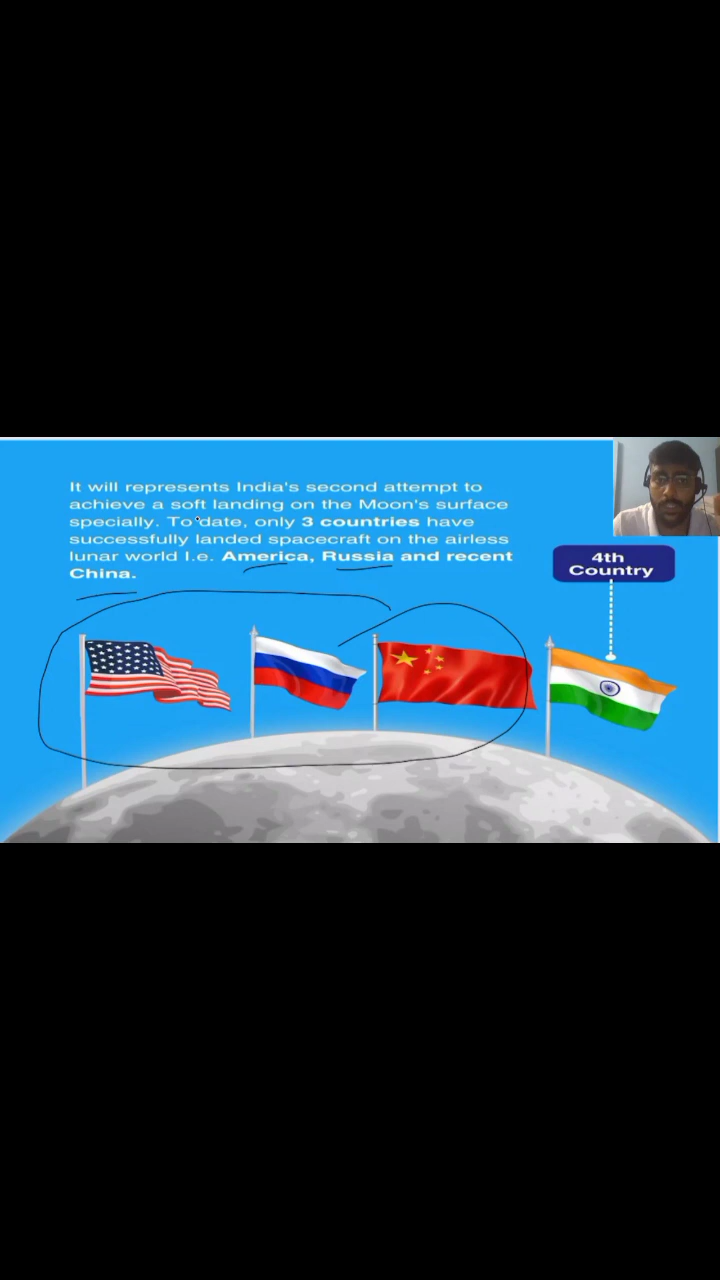 It will represents India's second attempt to
achieve a soft landing on the Moon's surface
specially. To date, only 3 countries have
successfully landed spacecraft on the airless
lunar world I.e. America, Russia and recent
China.
4th
Country